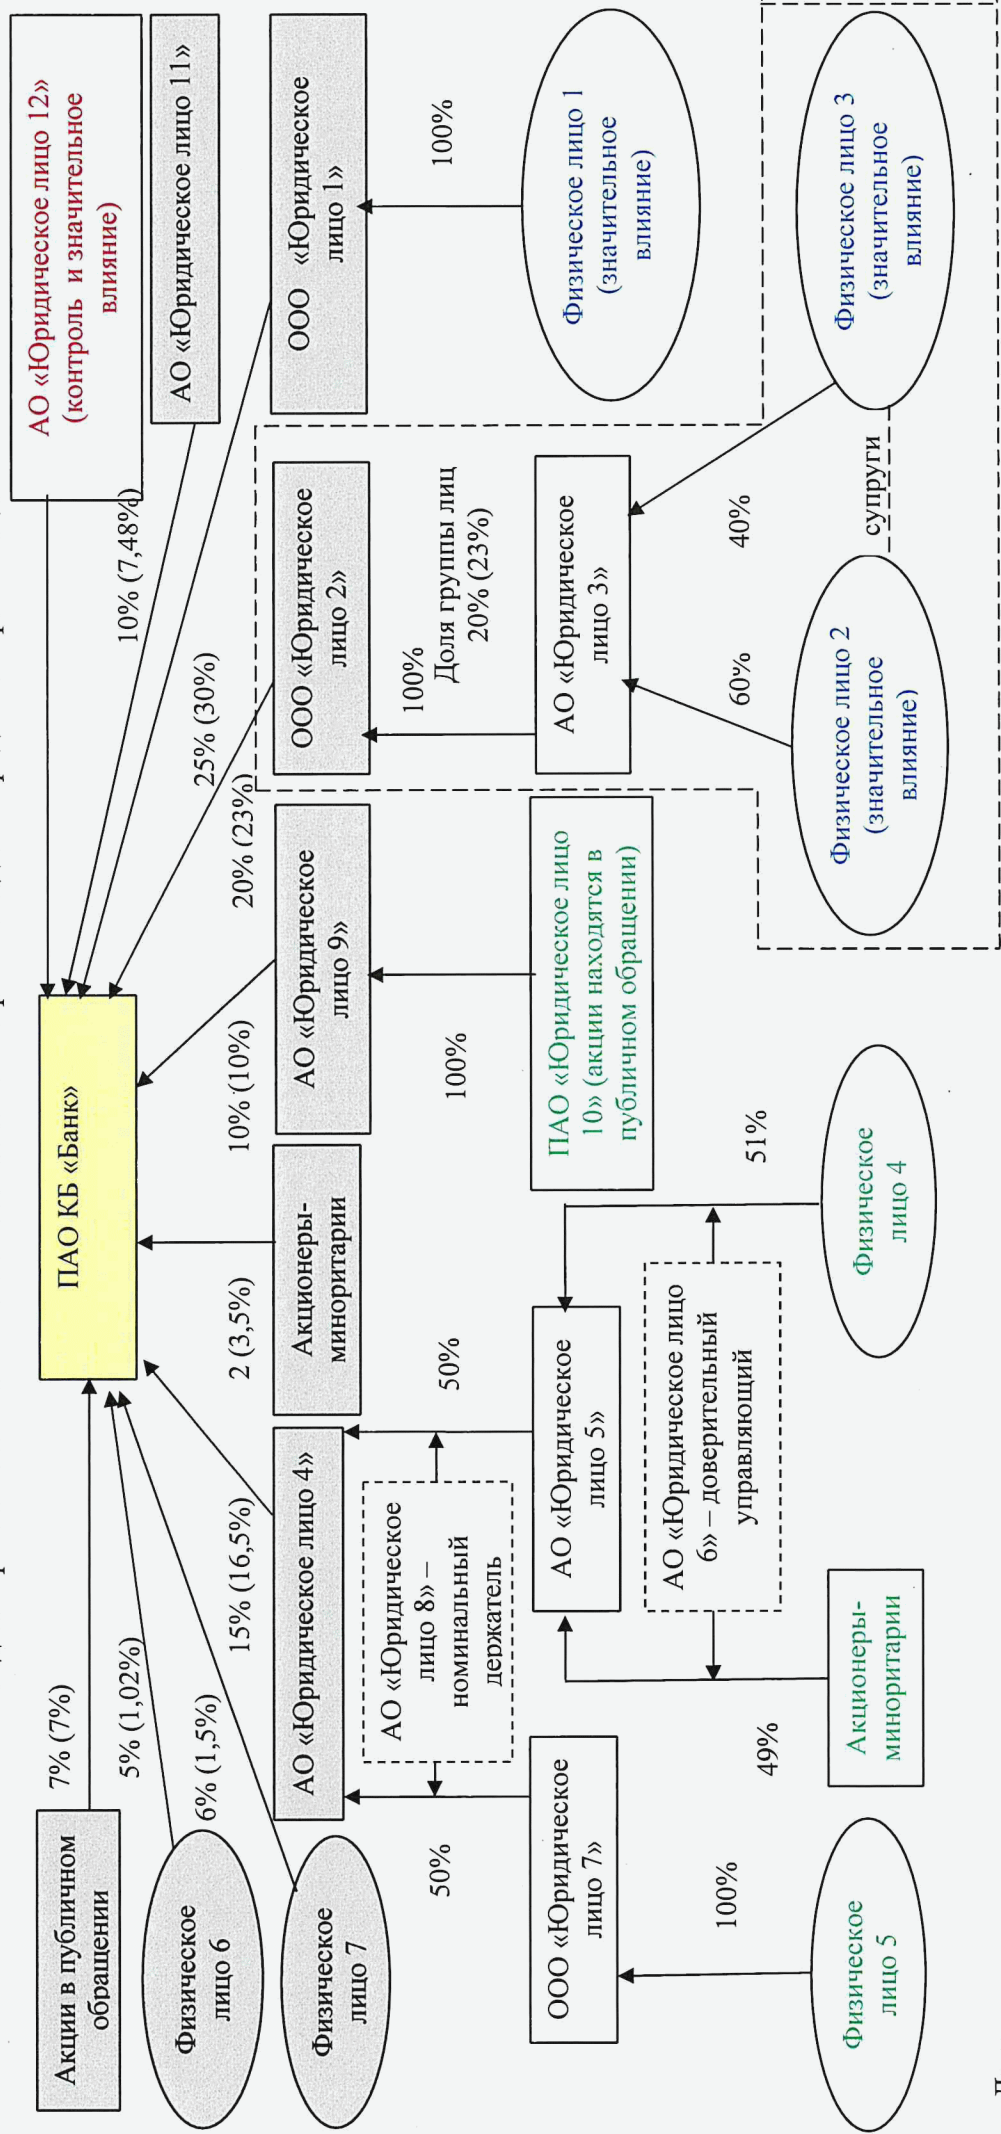 ПАО КБ «Банк»
Акции в публичном
обращении
7% (7%)
Физическое
лицо 6
5% (1,02%)
Физическое
лицо 7
6% (1,5%)
АО «Юридическое лицо 4»
15% (16,5%)
Акционеры-
миноритарии
2 (3,5%)
АО «Юридическое
лицо 9»
10% (10%)
ООО «Юридическое
лицо 2»
20% (23%)
ООО «Юридическое
лицо 1»
25% (30%)
АО «Юридическое лицо 11»
10% (7,48%)
АО «Юридическое лицо 12»
(контроль и значительное
влияние)
АО «Юридическое
лицо 8» –
номинальный
держатель
50%
50%
ООО «Юридическое
лицо 7»
АО «Юридическое
лицо 5»
ПАО «Юридическое лицо
10» (акции находятся в
публичном обращении)
100%
100%
Доля группы лиц
20% (23%)
АО «Юридическое
лицо 3»
100%
Физическое лицо 1
(значительное
влияние)
100%
Физическое
лицо 5
49%
Акционеры-
миноритарии
АО «Юридическое лицо
6» – доверительный
управляющий
51%
Физическое
лицо 4
60%
40%
Физическое лицо 2
(значительное
влияние)
супруги
Физическое лицо 3
(значительное
влияние)